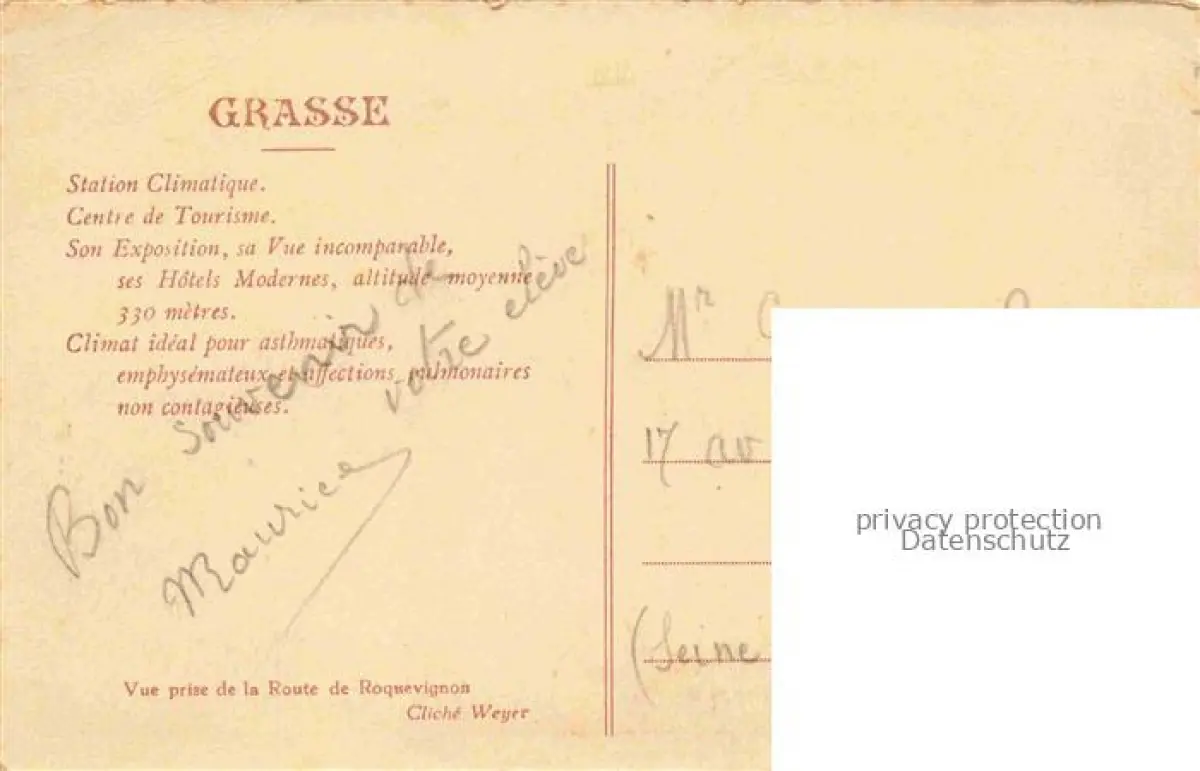 GRASSE
Station Climatique.
Centre de Tourisme.
Son Exposition, sa Vue incomparable,
ses Hôtels Modernes, altitude moyenne
330 mètres.
Climat idéal pour asthmatiques,
emphysémateux et affections pulmonaires
non contagieuses.
Bon souvenir de
votre elève
Maurice
Vue prise de la Route de Roquevignon
Cliché Weyer
Mr
17 av
(Seine
privacy protection
Datenschutz